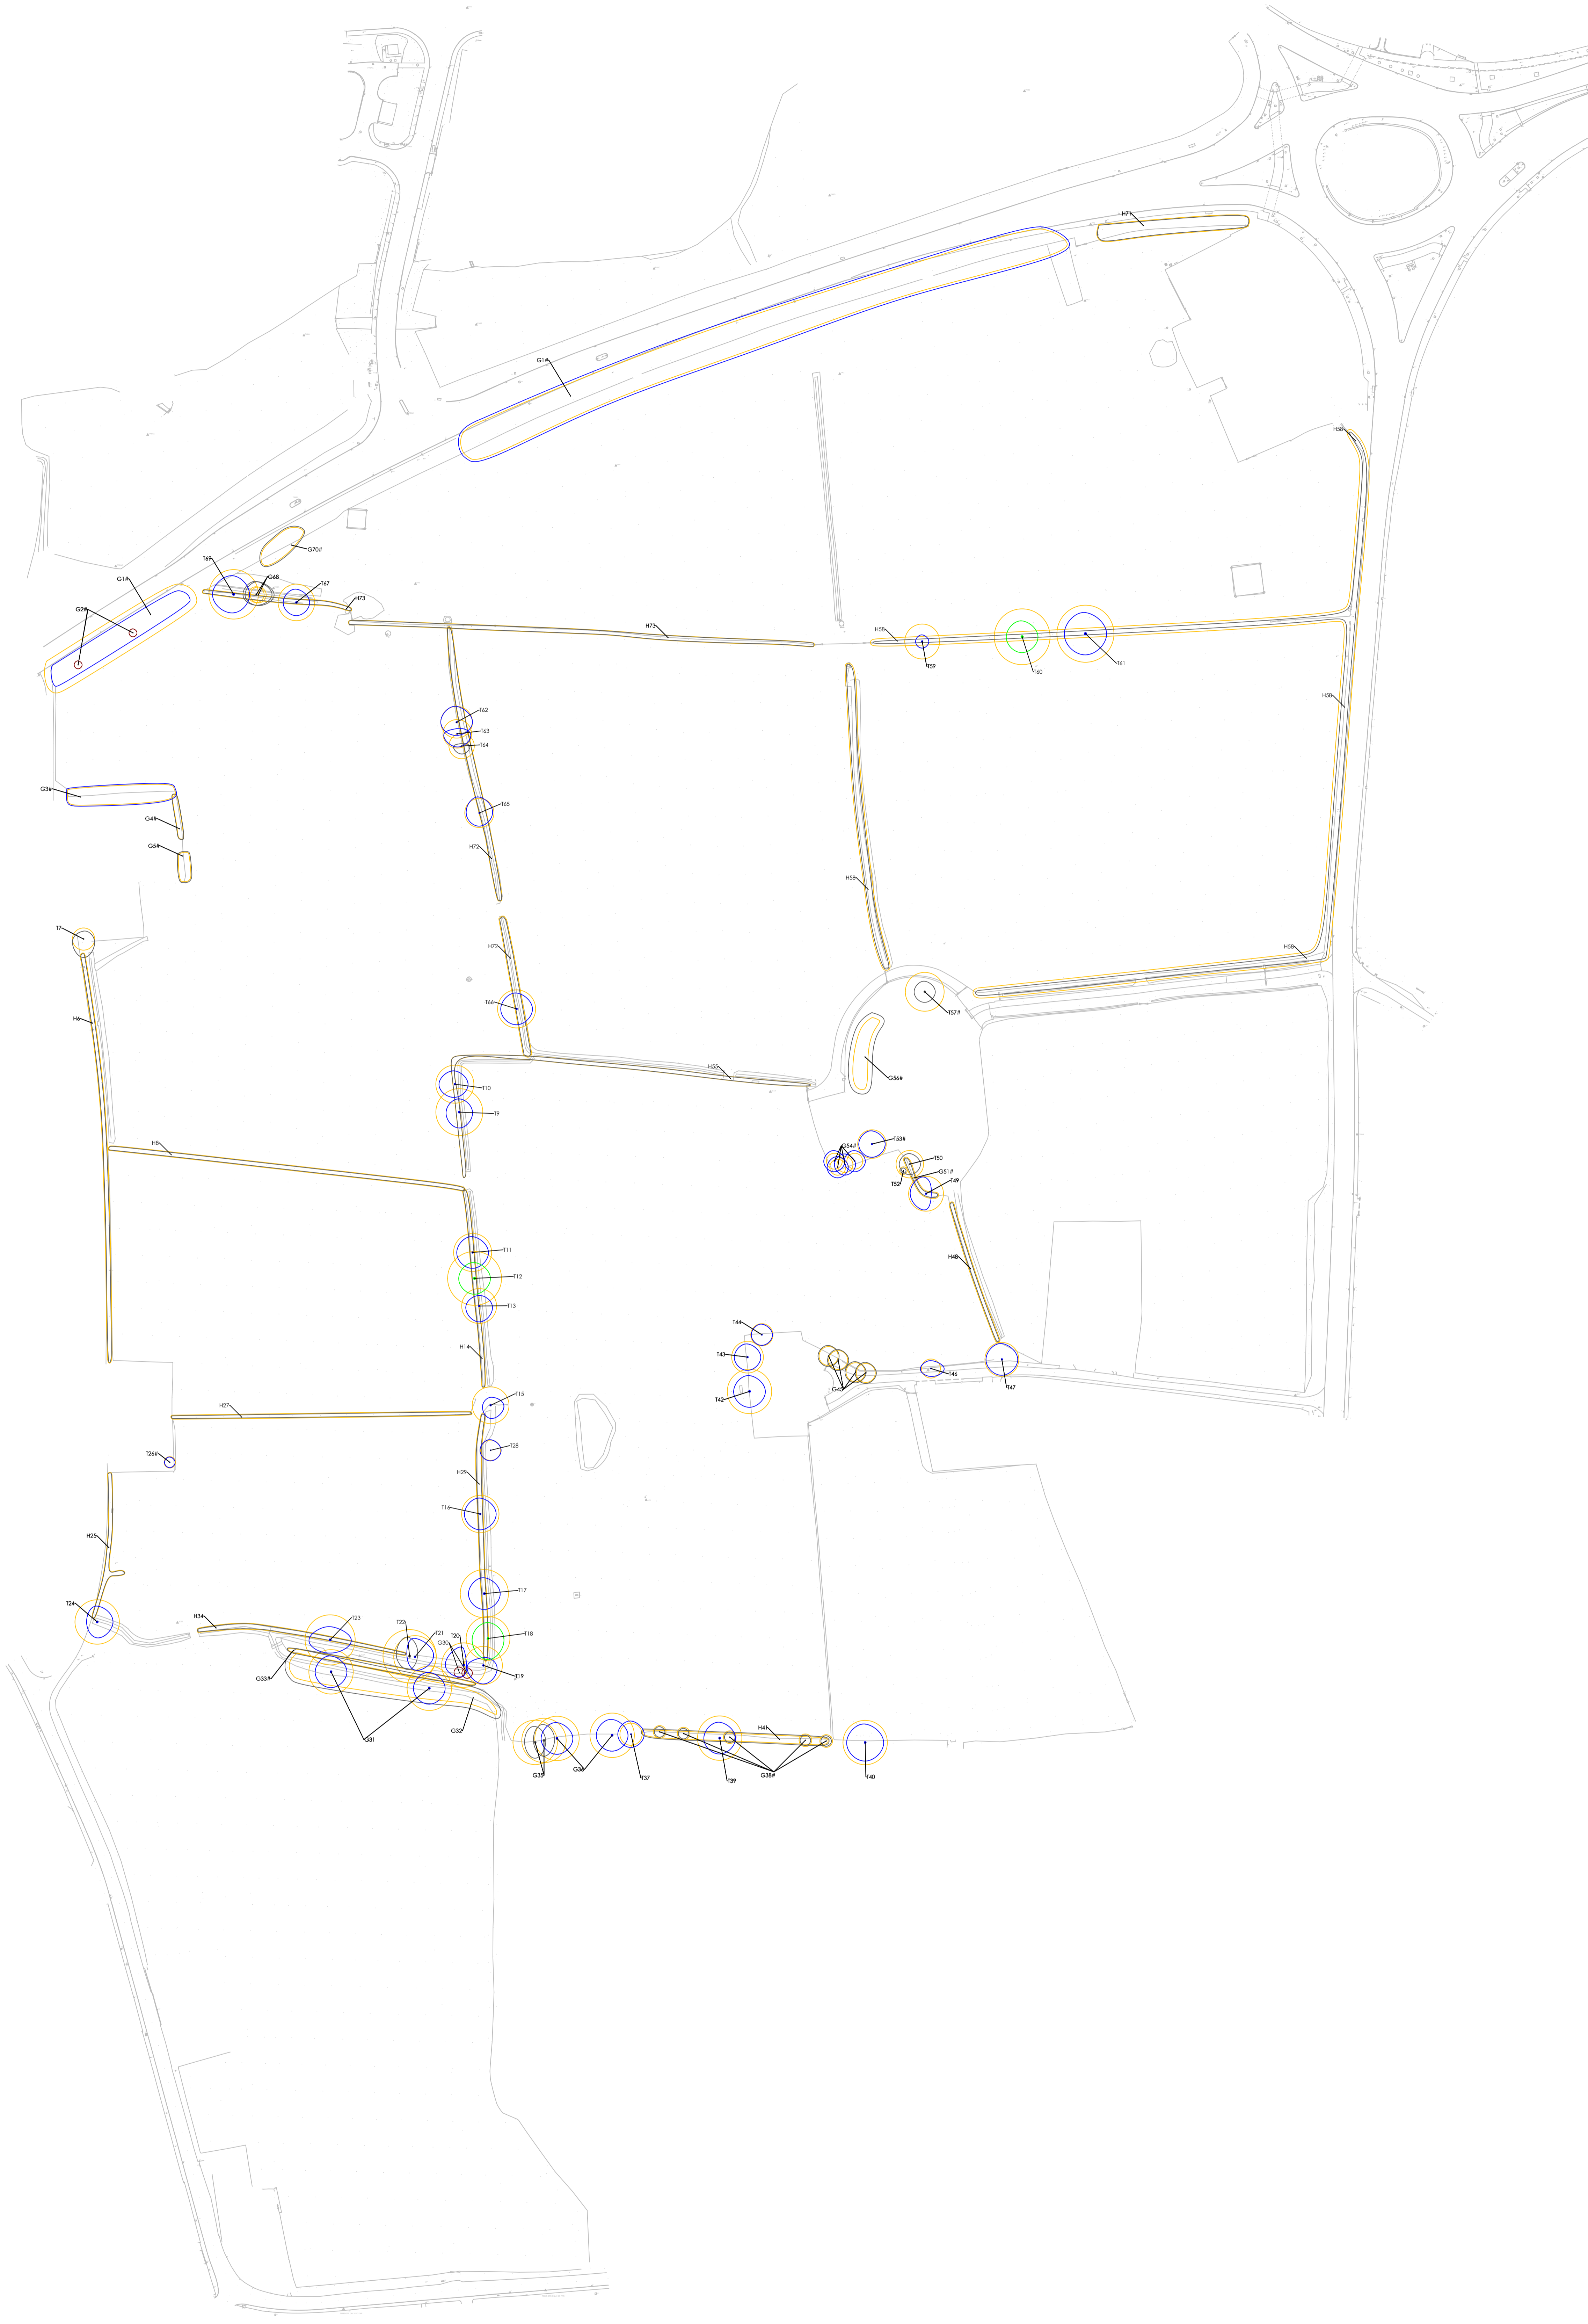 H71
G1#
H58
G70#
T69
G68
T67
G1#
G2#
H73
H73
H58
T59
T60
T61
H58
T62
T63
T64
G3#
T65
G4#
G5#
H72
H58
T7
H72
H58
T66
T57#
H6
H55
G56#
T10
T9
H8
G54#
T53#
T50
T52
G51#
T49
T11
H48
T12
T13
T44
H14
T43
T46
T47
T42
T15
H27
T28
T26#
H29
T16
H25
T17
T24
H34
T23
T22
T21
T20
G30
T18
T19
G33#
G32
G31
H41
G35
G36
T37
T39
G38#
T40